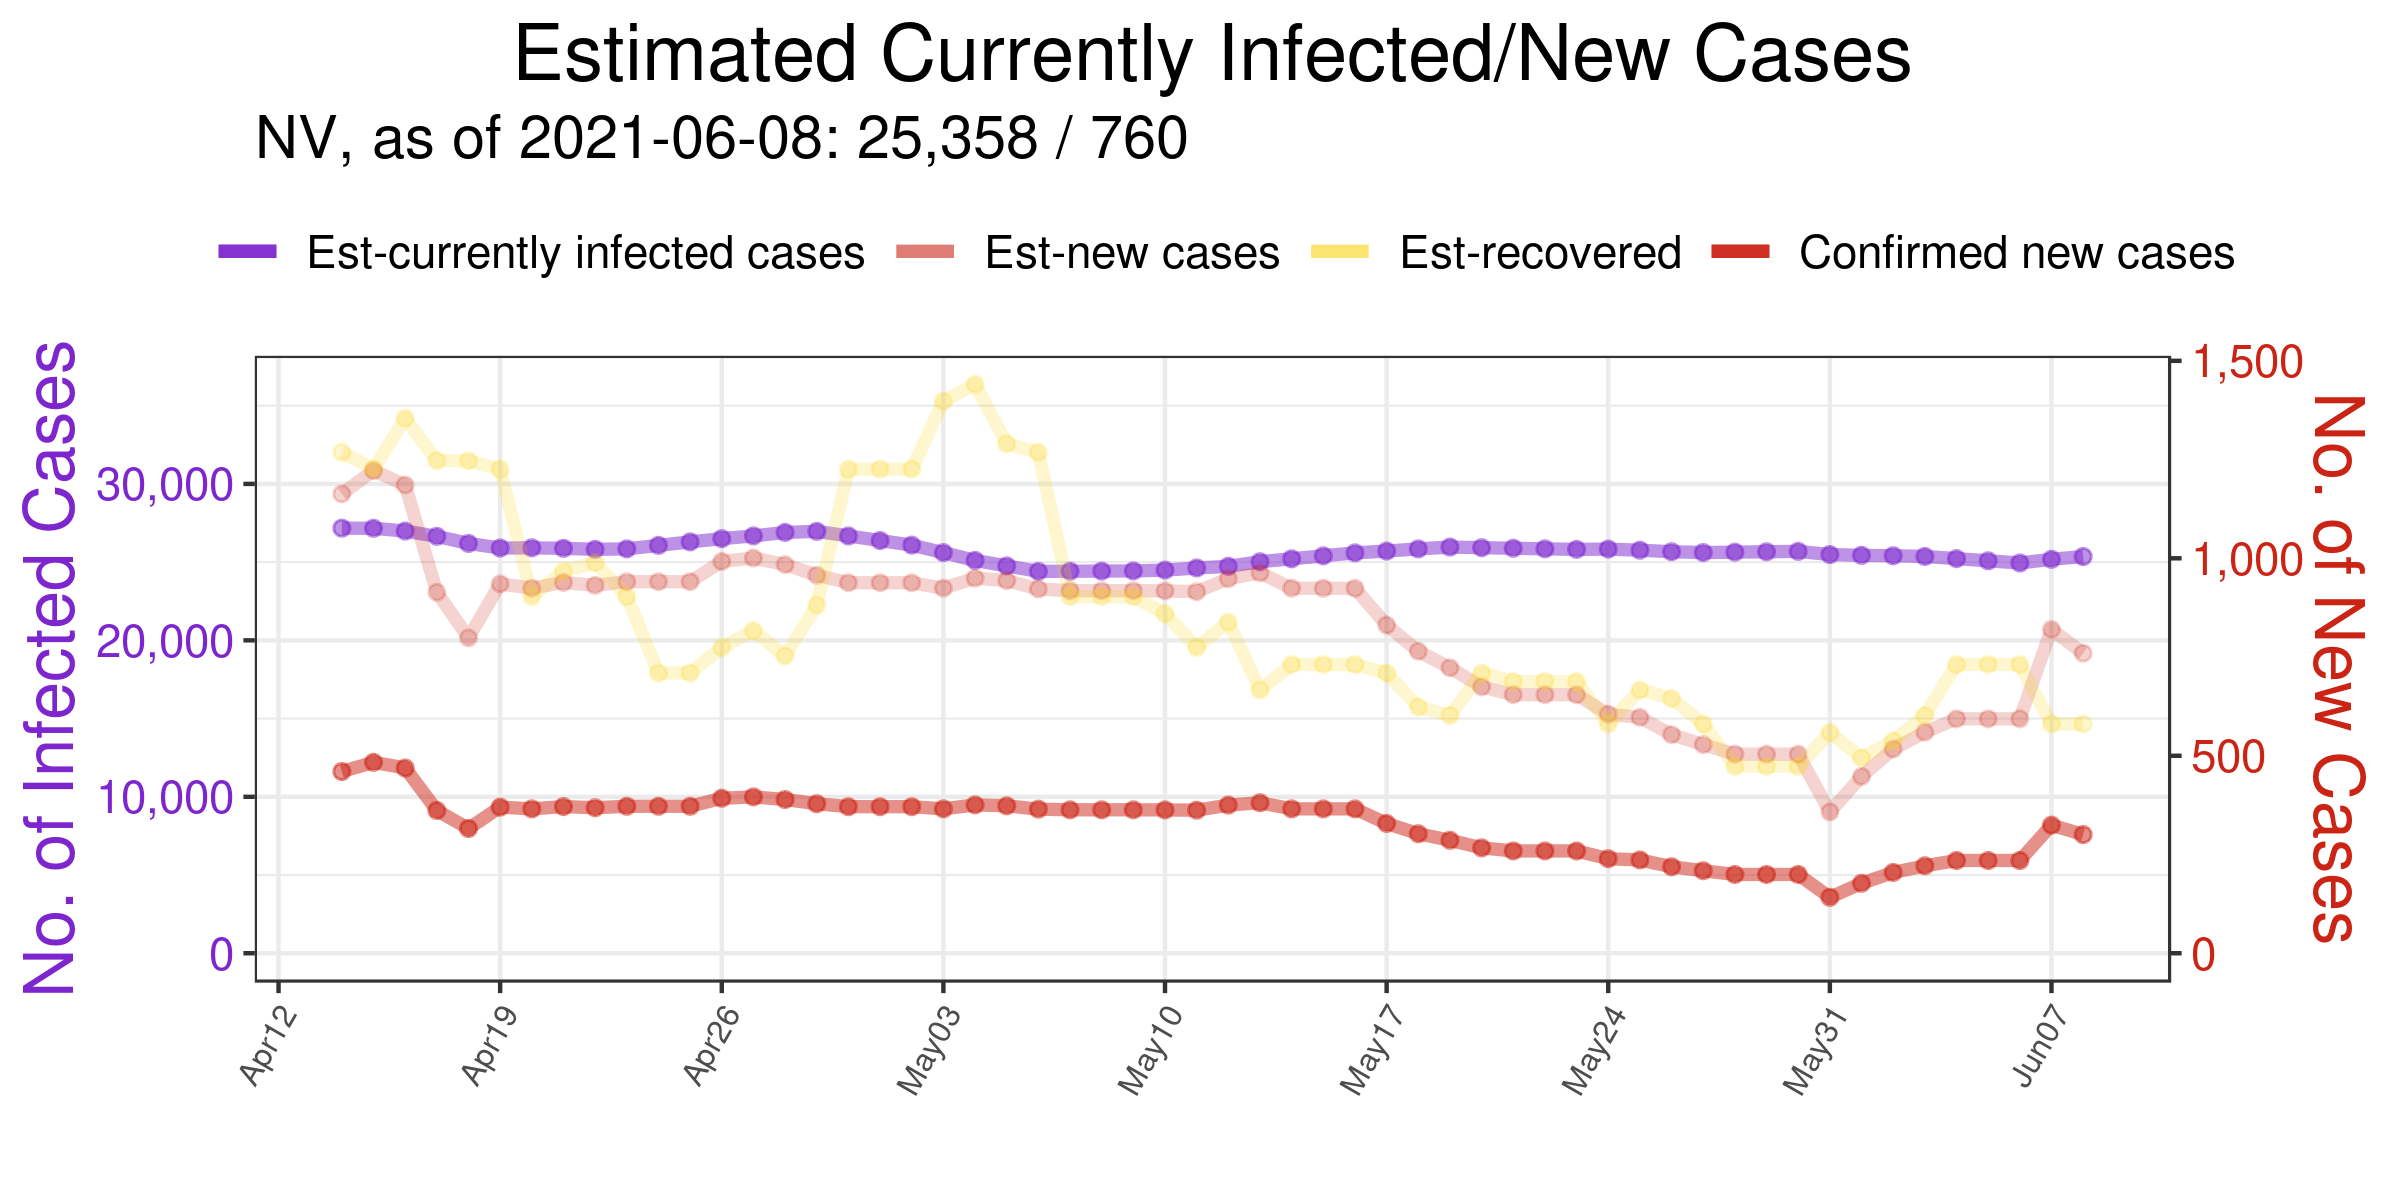 Estimated Currently Infected/New Cases
NV, as of 2021-06-08: 25,358 / 760
Est-currently infected cases Est-new cases Est-recovered Confirmed new cases
No. of Infected Cases
30,000
20,000
10,000
0
1,500
1,000
500
0
No. of New Cases
Apr12 Apr19 Apr26 May03 May10 May17 May24 May31 Jun07